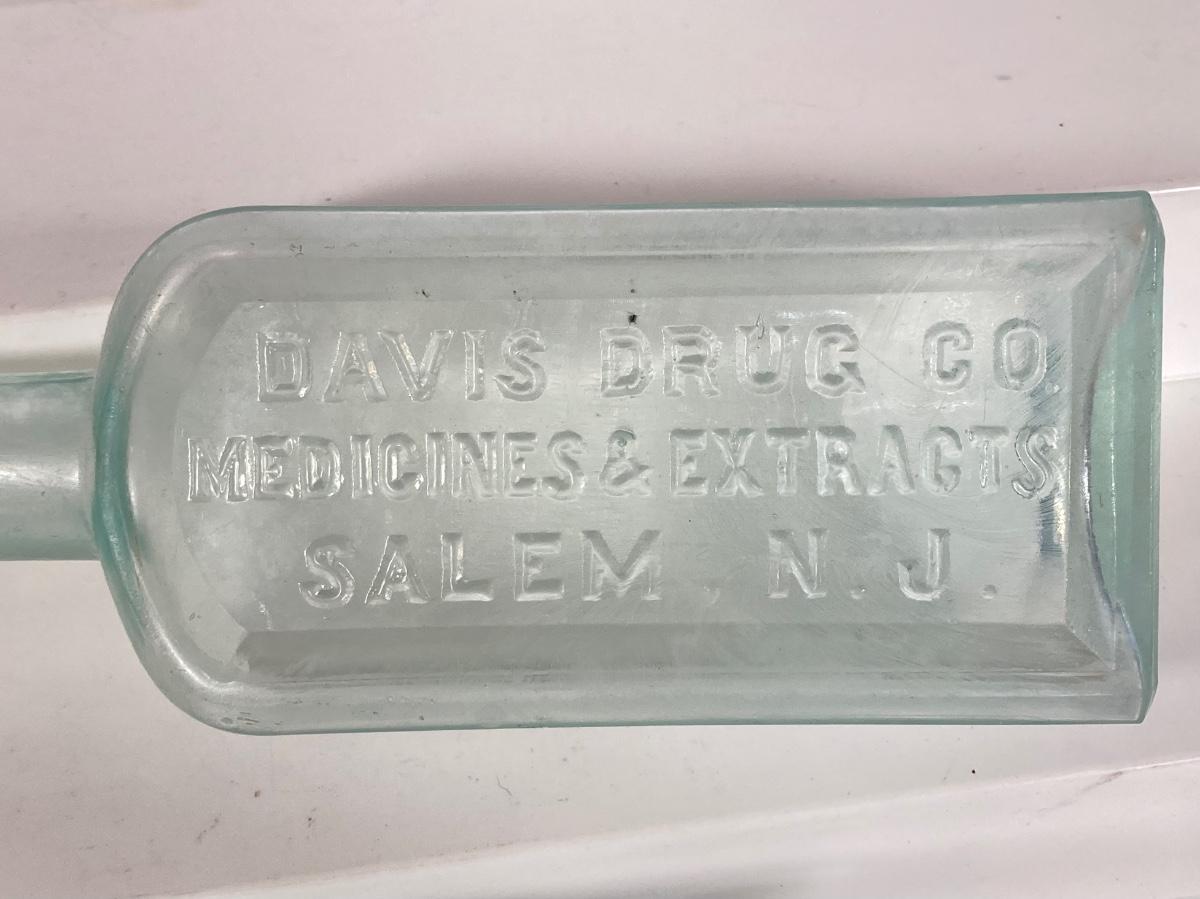 DAVIS DRUG CO
MEDICINES & EXTRACTS
SALEM, N.J.